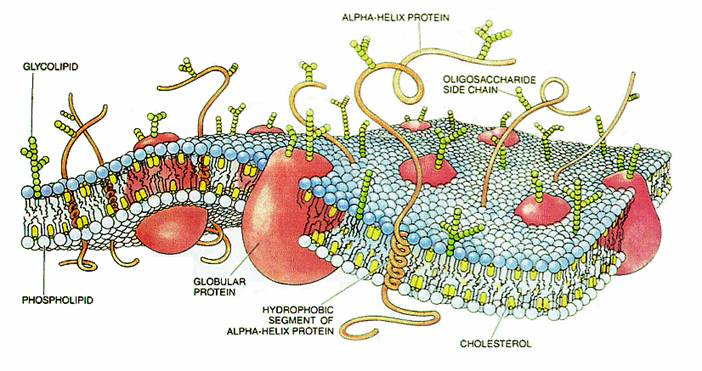 ALPHA-HELIX PROTEIN
GLYCOLIPID
OLIGOSACCHARIDE
SIDE CHAIN
GLOBULAR
PROTEIN
PHOSPHOLIPID
HYDROPHOBIC
SEGMENT OF
ALPHA-HELIX PROTEIN
CHOLESTEROL